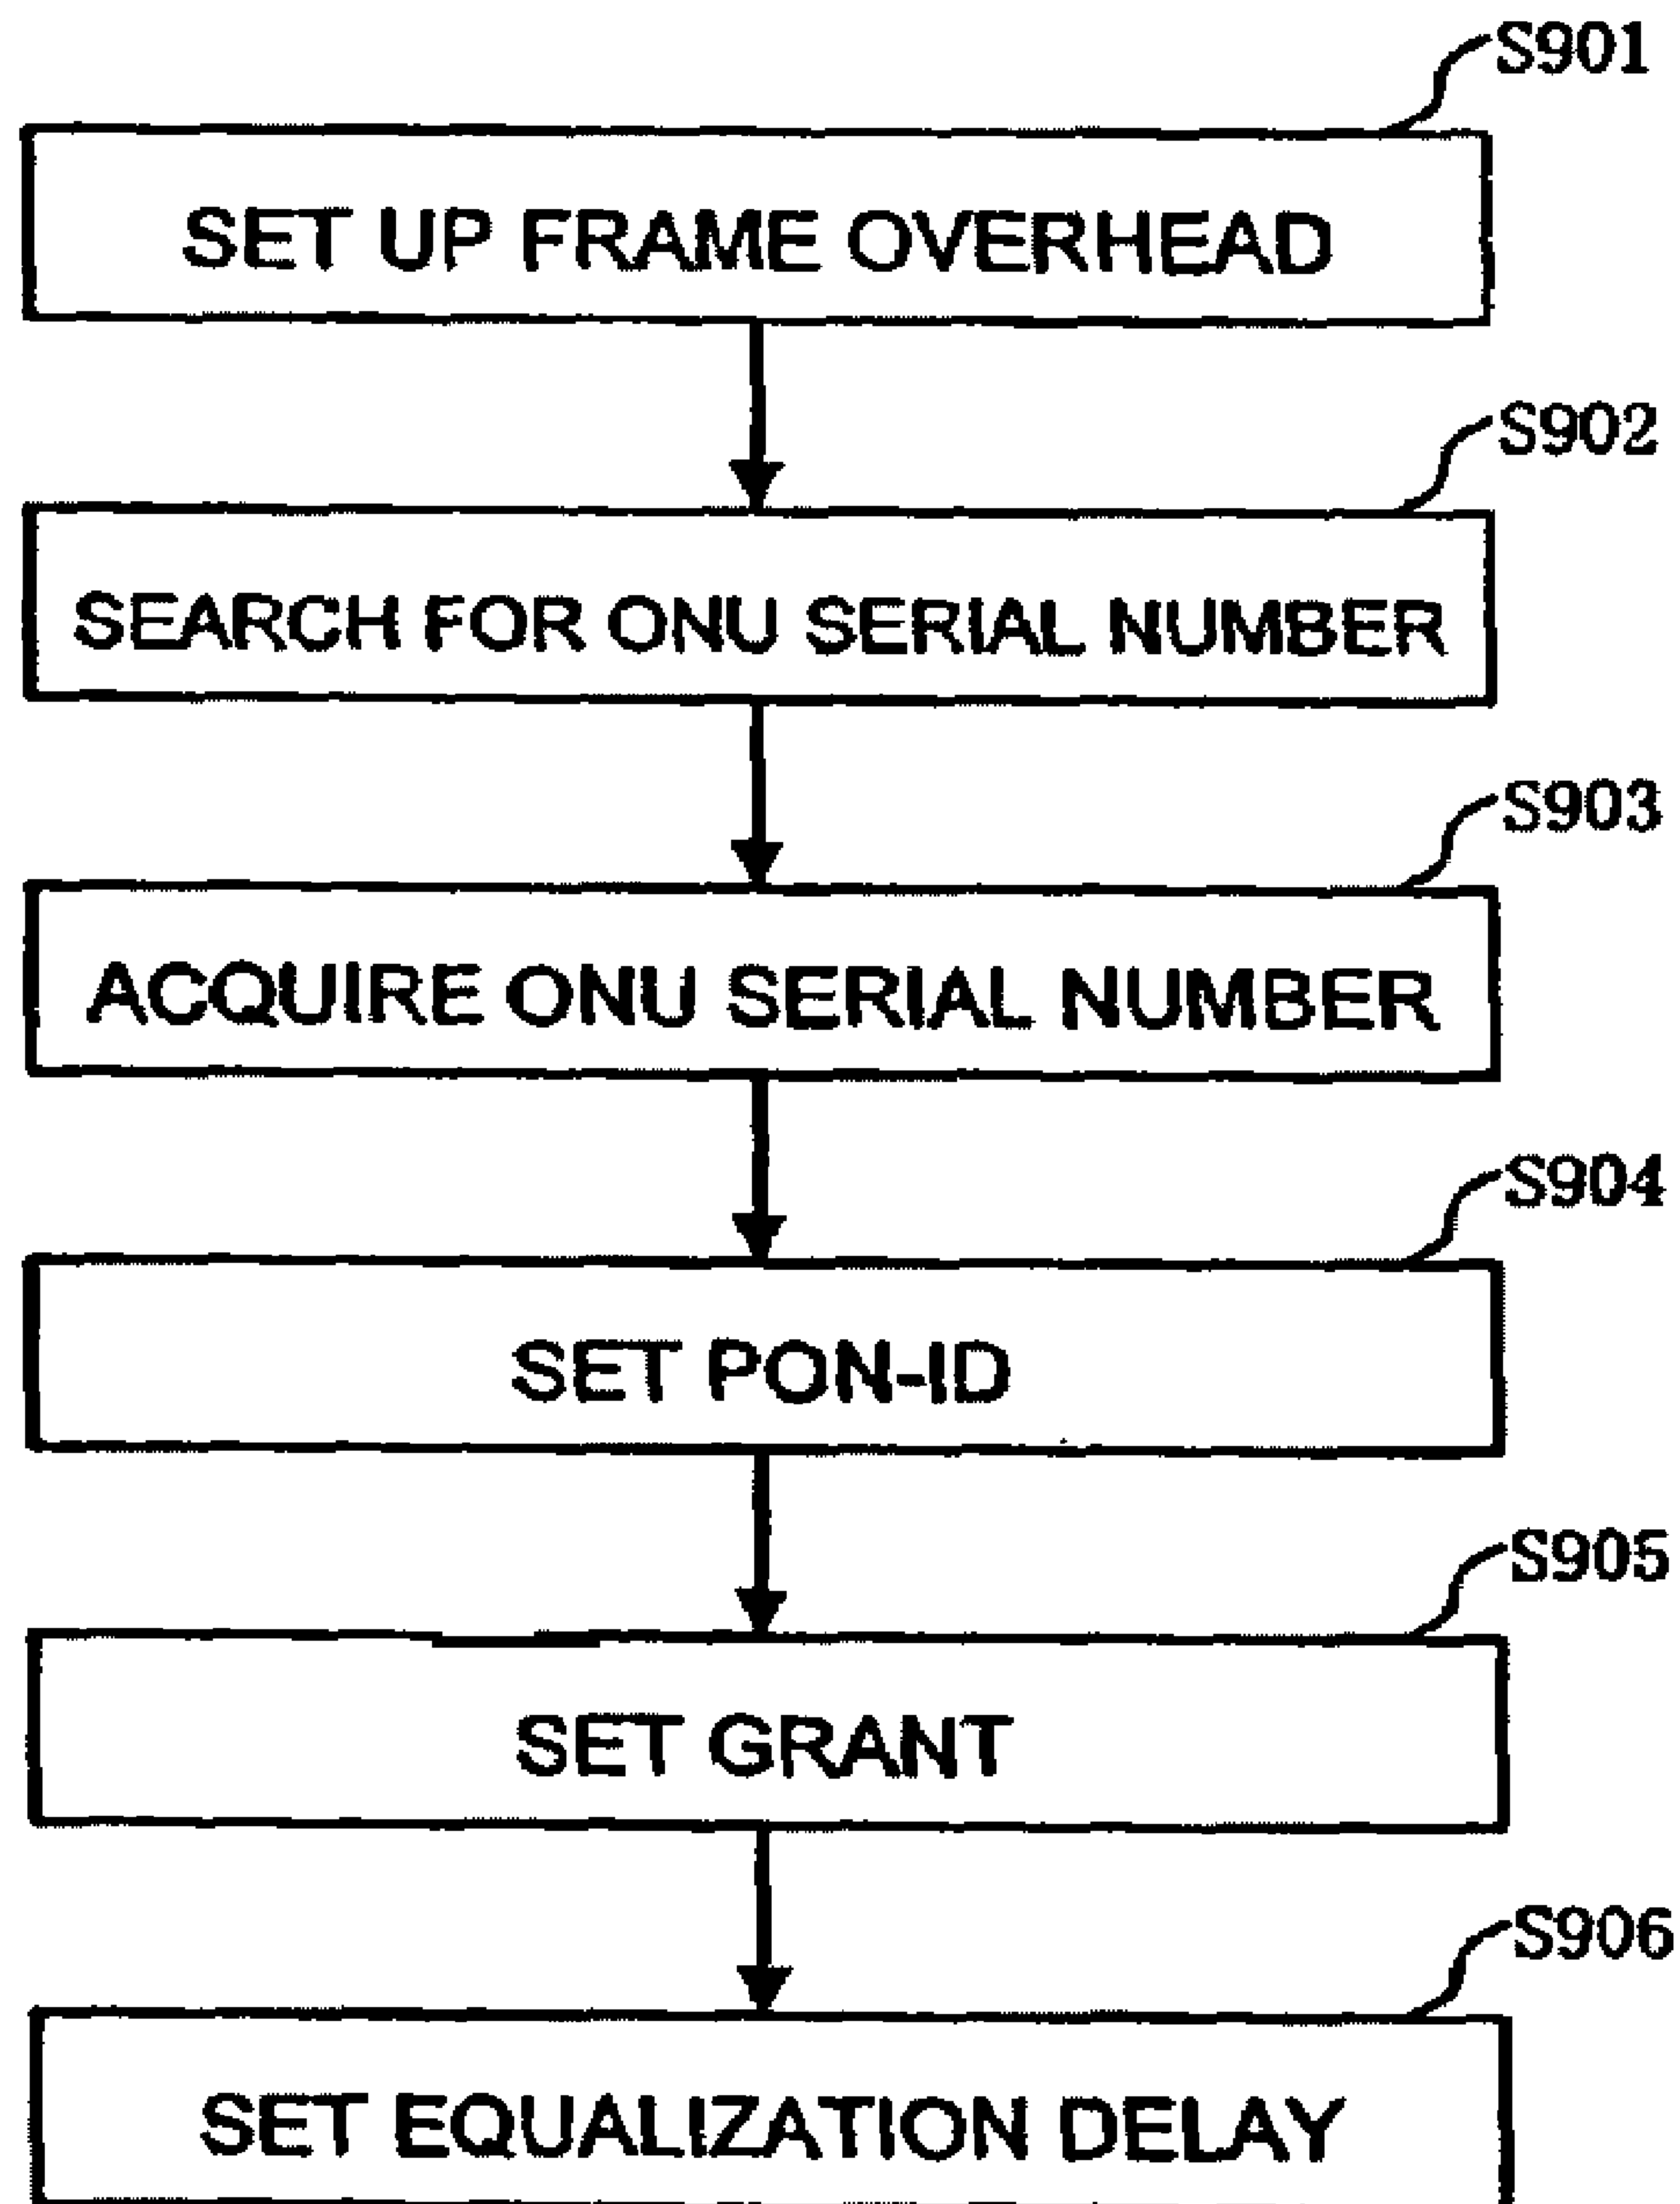 S901
SET UP FRAME OVERHEAD
S902
SEARCH FOR ONU SERIAL NUMBER
S903
ACQUIRE ONU SERIAL NUMBER
S904
SET PON-ID
S905
SET GRANT
S906
SET EQUALIZATION DELAY